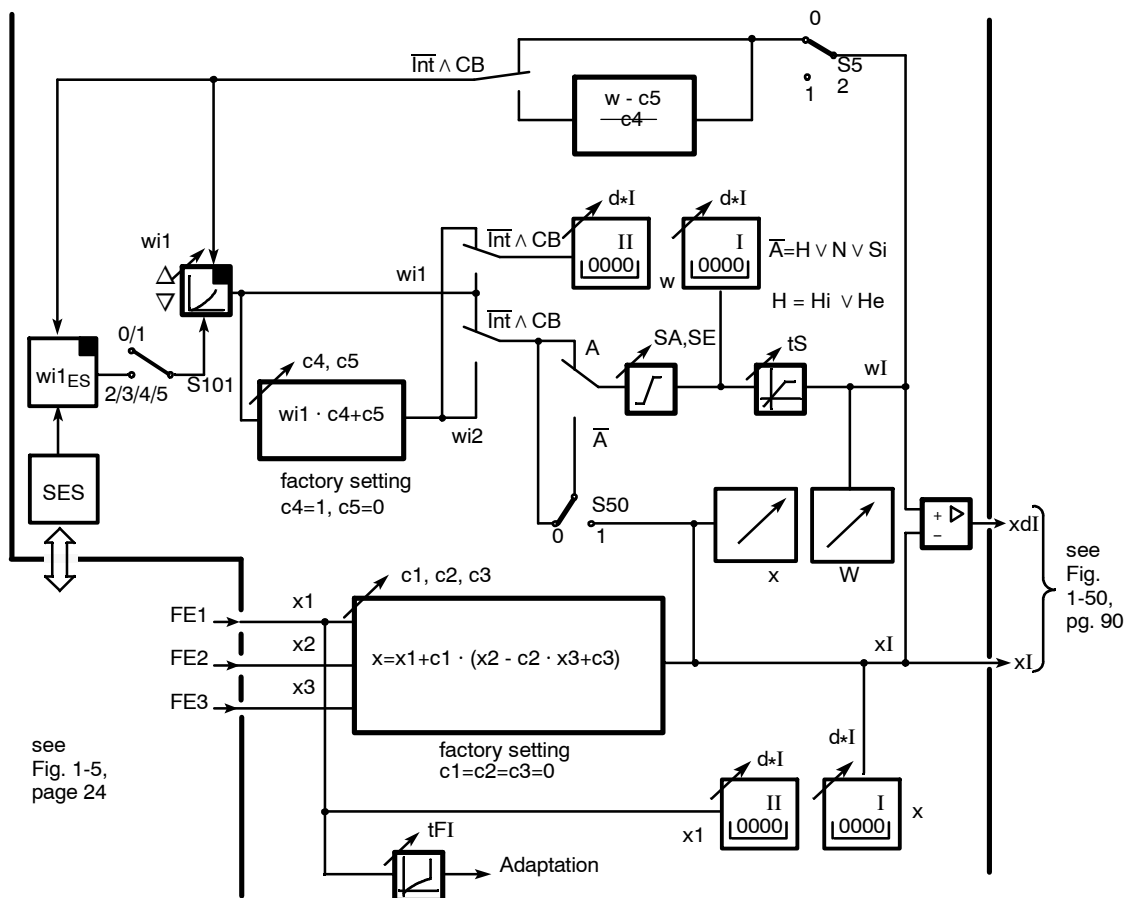 0
Int ∧ CB
S5
1 2
w - c5
c4
d*I
d*I
wi1
Int ∧ CB
II
0000
I
0000
A=H ∨ N ∨ Si
w
wi1
△
▽
H = Hi ∨ He
Int ∧ CB
0/1
A
SA,SE
tS
wI
wi1ES
2/3/4/5
S101
c4, c5
wi1 · c4+c5
wi2
A
factory setting
c4=1, c5=0
SES
S50
0 1
x
W
+
−
xdI
see
Fig.
1-50,
pg. 90
c1, c2, c3
FE1
x1
FE2
x2
x=x1+c1 · (x2 - c2 · x3+c3)
xI
xI
FE3
x3
see
Fig. 1-5,
page 24
factory setting
c1=c2=c3=0
d*I
d*I
II
0000
I
0000
x1
x
tFI
Adaptation